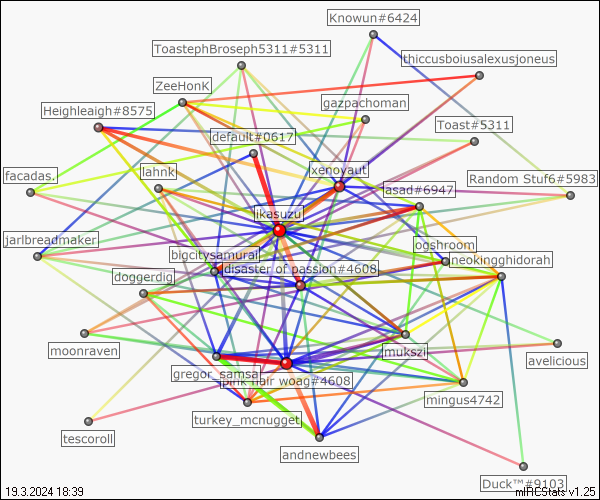 Knowun#6424
ToastephBroseph5311#5311
thiccusboiusalexusjoneus
ZeeHonK
gazpachoman
Heighleaigh#8575
Toast#5311
default#0617
xenoyaut
facadas.
lahnk
Random Stuf6#5983
lasad#6947
jikasuzu
jarlbreadmaker
ogshroom
bigcitysamurai
neokingghidorah
disaster of passion#4608
doggerdig
moonraven
mukszi
avelicious
gregor_samsa
pink hair woag#4608
mingus4742
turkey_mcnugget
tescoroll
andnewbees
Duck™#9103
19.3.2024 18:39
mIRCStats v1.25